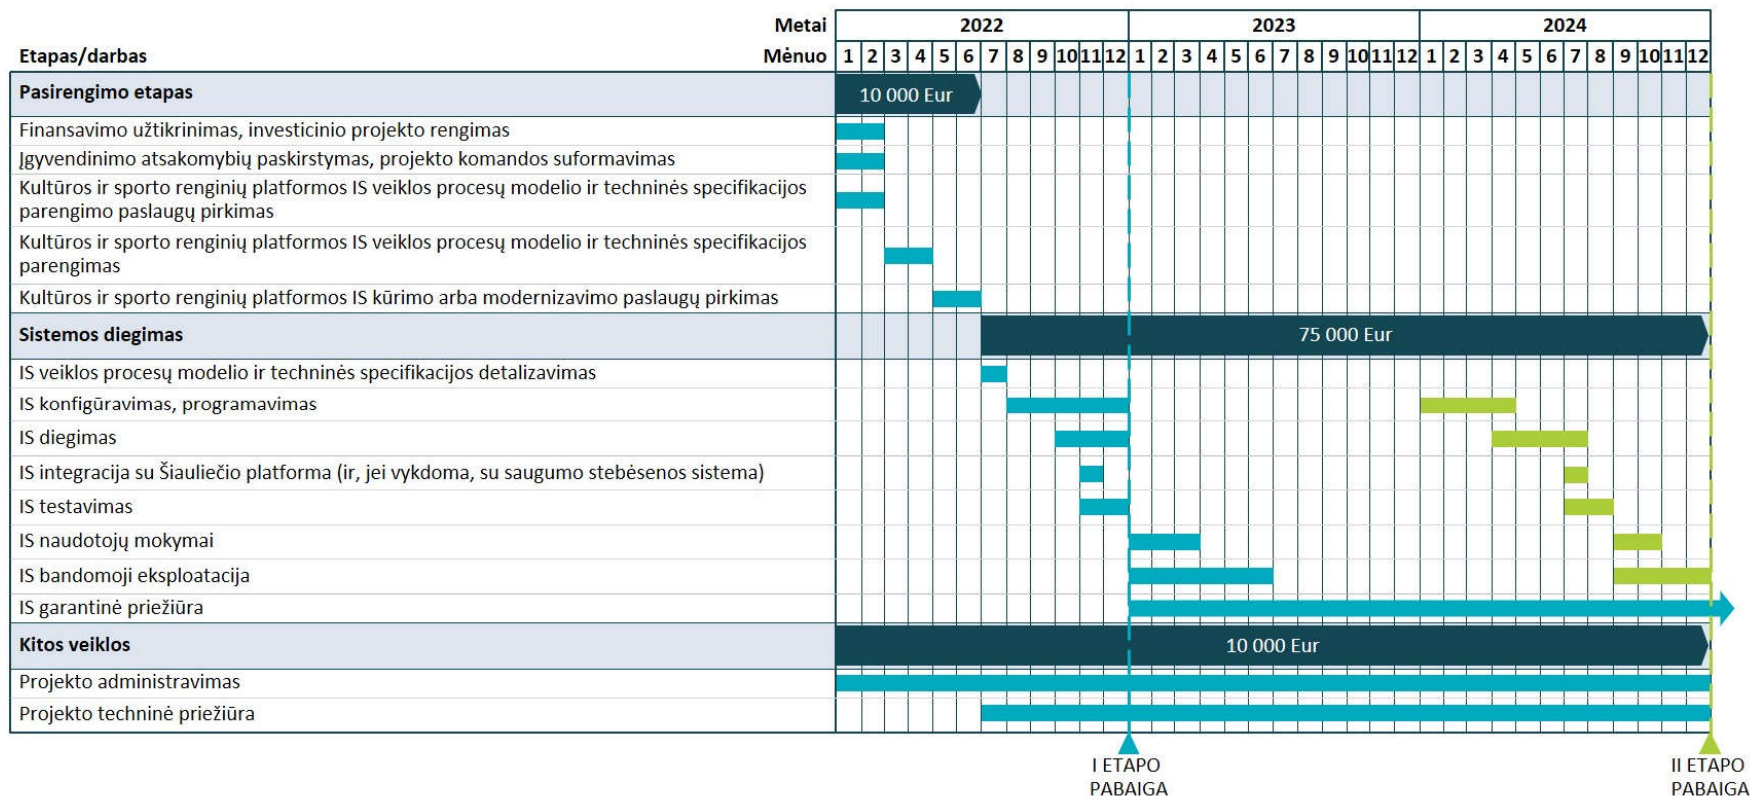 Metai 2022 2023 2024
Etapas/darbas Mėnuo 1 2 3 4 5 6 7 8 9 10 11 12 1 2 3 4 5 6 7 8 9 10 11 12 1 2 3 4 5 6 7 8 9 10 11 12
Pasirengimo etapas 10 000 Eur
Finansavimo užtikrinimas, investicinio projekto rengimas
Įgyvendinimo atsakomybių paskirstymas, projekto komandos suformavimas
Kultūros ir sporto renginių platformos IS veiklos procesų modelio ir techninės specifikacijos
parengimo paslaugų pirkimas
Kultūros ir sporto renginių platformos IS veiklos procesų modelio ir techninės specifikacijos
parengimas
Kultūros ir sporto renginių platformos IS kūrimo arba modernizavimo paslaugų pirkimas
Sistemos diegimas 75 000 Eur
IS veiklos procesų modelio ir techninės specifikacijos detalizavimas
IS konfigūravimas, programavimas
IS diegimas
IS integracija su Šiauliečio platforma (ir, jei vykdoma, su saugumo stebėsenos sistema)
IS testavimas
IS naudotojų mokymai
IS bandomoji eksploatacija
IS garantinė priežiūra
Kitos veiklos 10 000 Eur
Projekto administravimas
Projekto techninė priežiūra
I ETAPO
PABAIGA
II ETAPO
PABAIGA